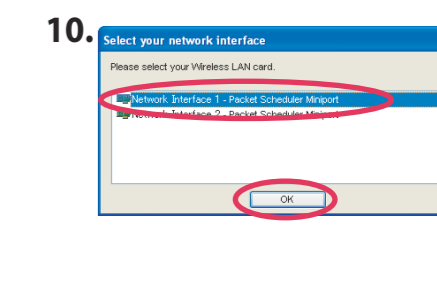 10.
Select your network interface
Please select your Wireless LAN card.
Network Interface 1 - Packet Scheduler Miniport
Network Interface 2 - Packet Scheduler Miniport
OK